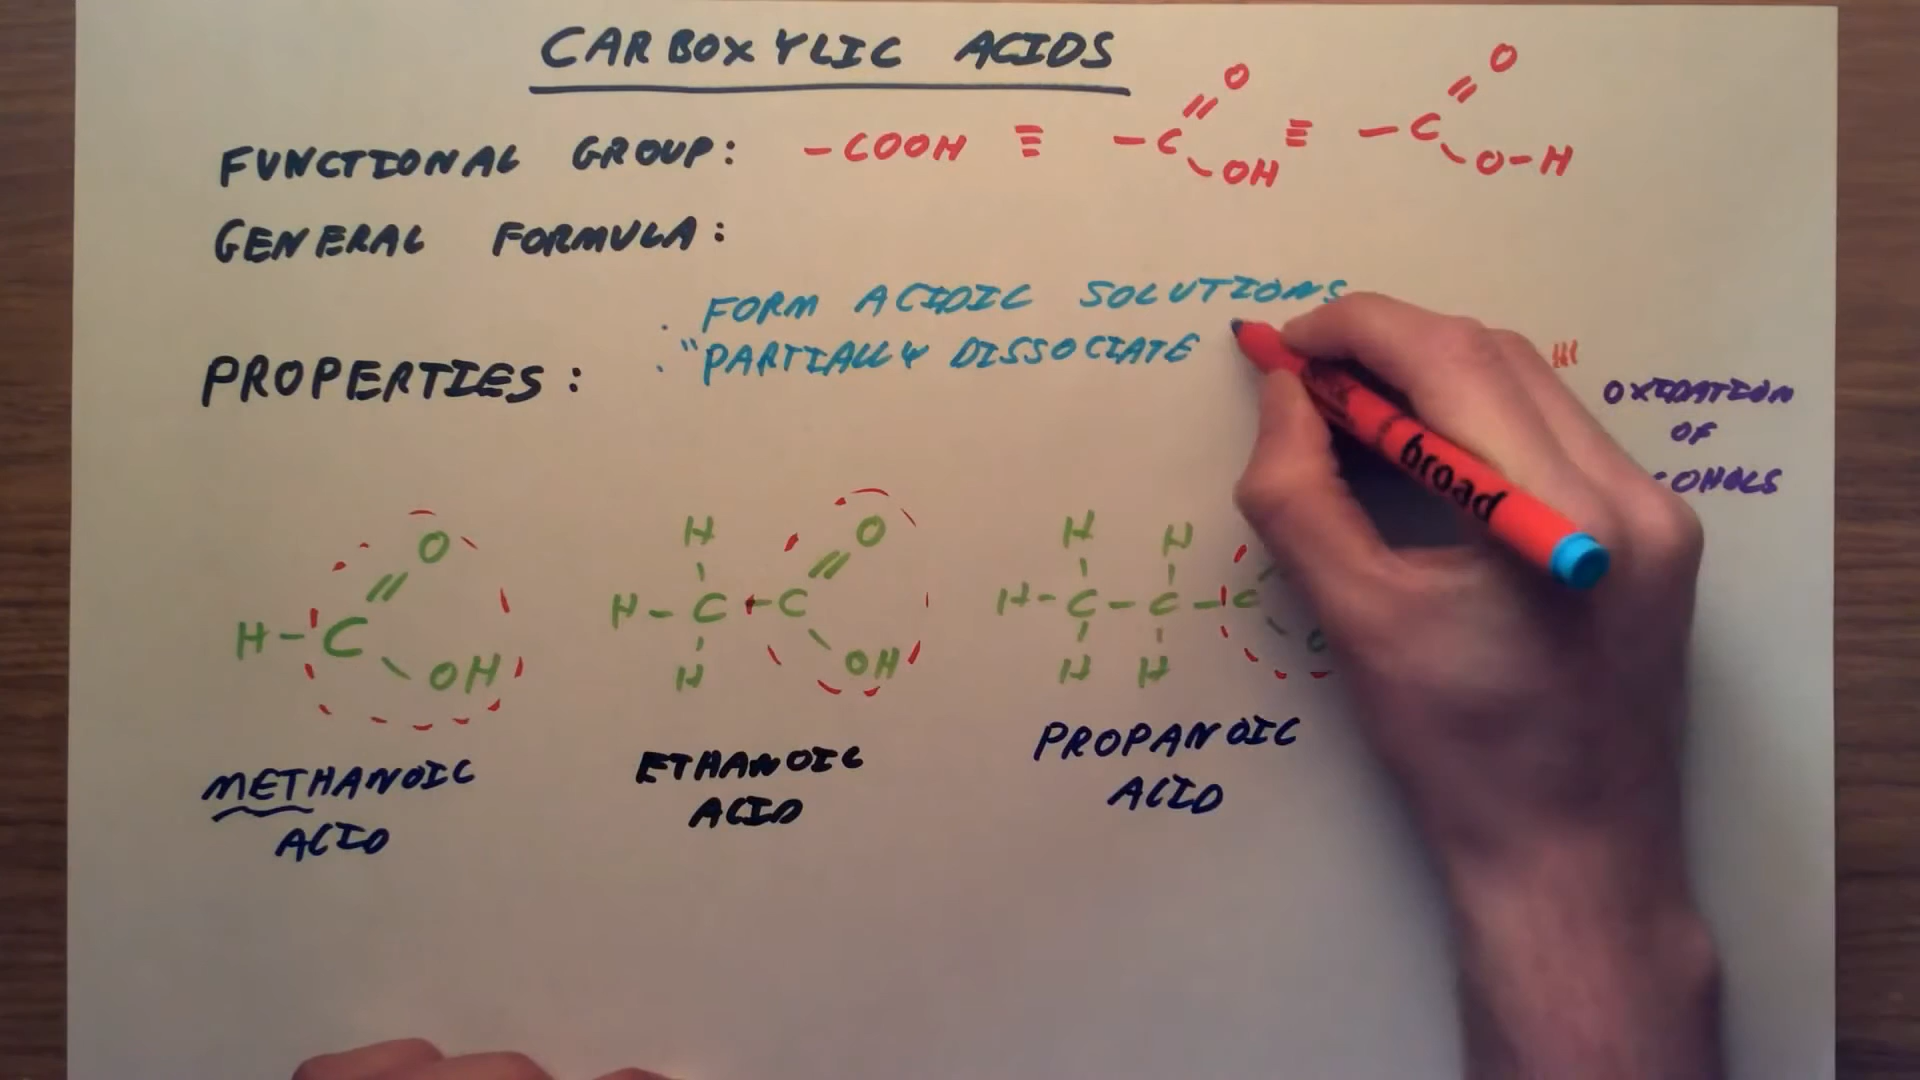 CARBOXYLIC ACIDS
FUNCTIONAL GROUP: -COOH ≡ -C=O OH ≡ -C=O O-H
GENERAL FORMULA:
PROPERTIES:
. FORM ACIDIC SOLUTIONS
. "PARTIALLY DISSOCIATE
OXIDATION
OF
COHOLS
broad
O
H-C
OH
METHANOIC
ACID
H O
H-C-C
H OH
ETHANOIC
ACID
H H
H-C-C-C
H H O
PROPANOIC
ACID